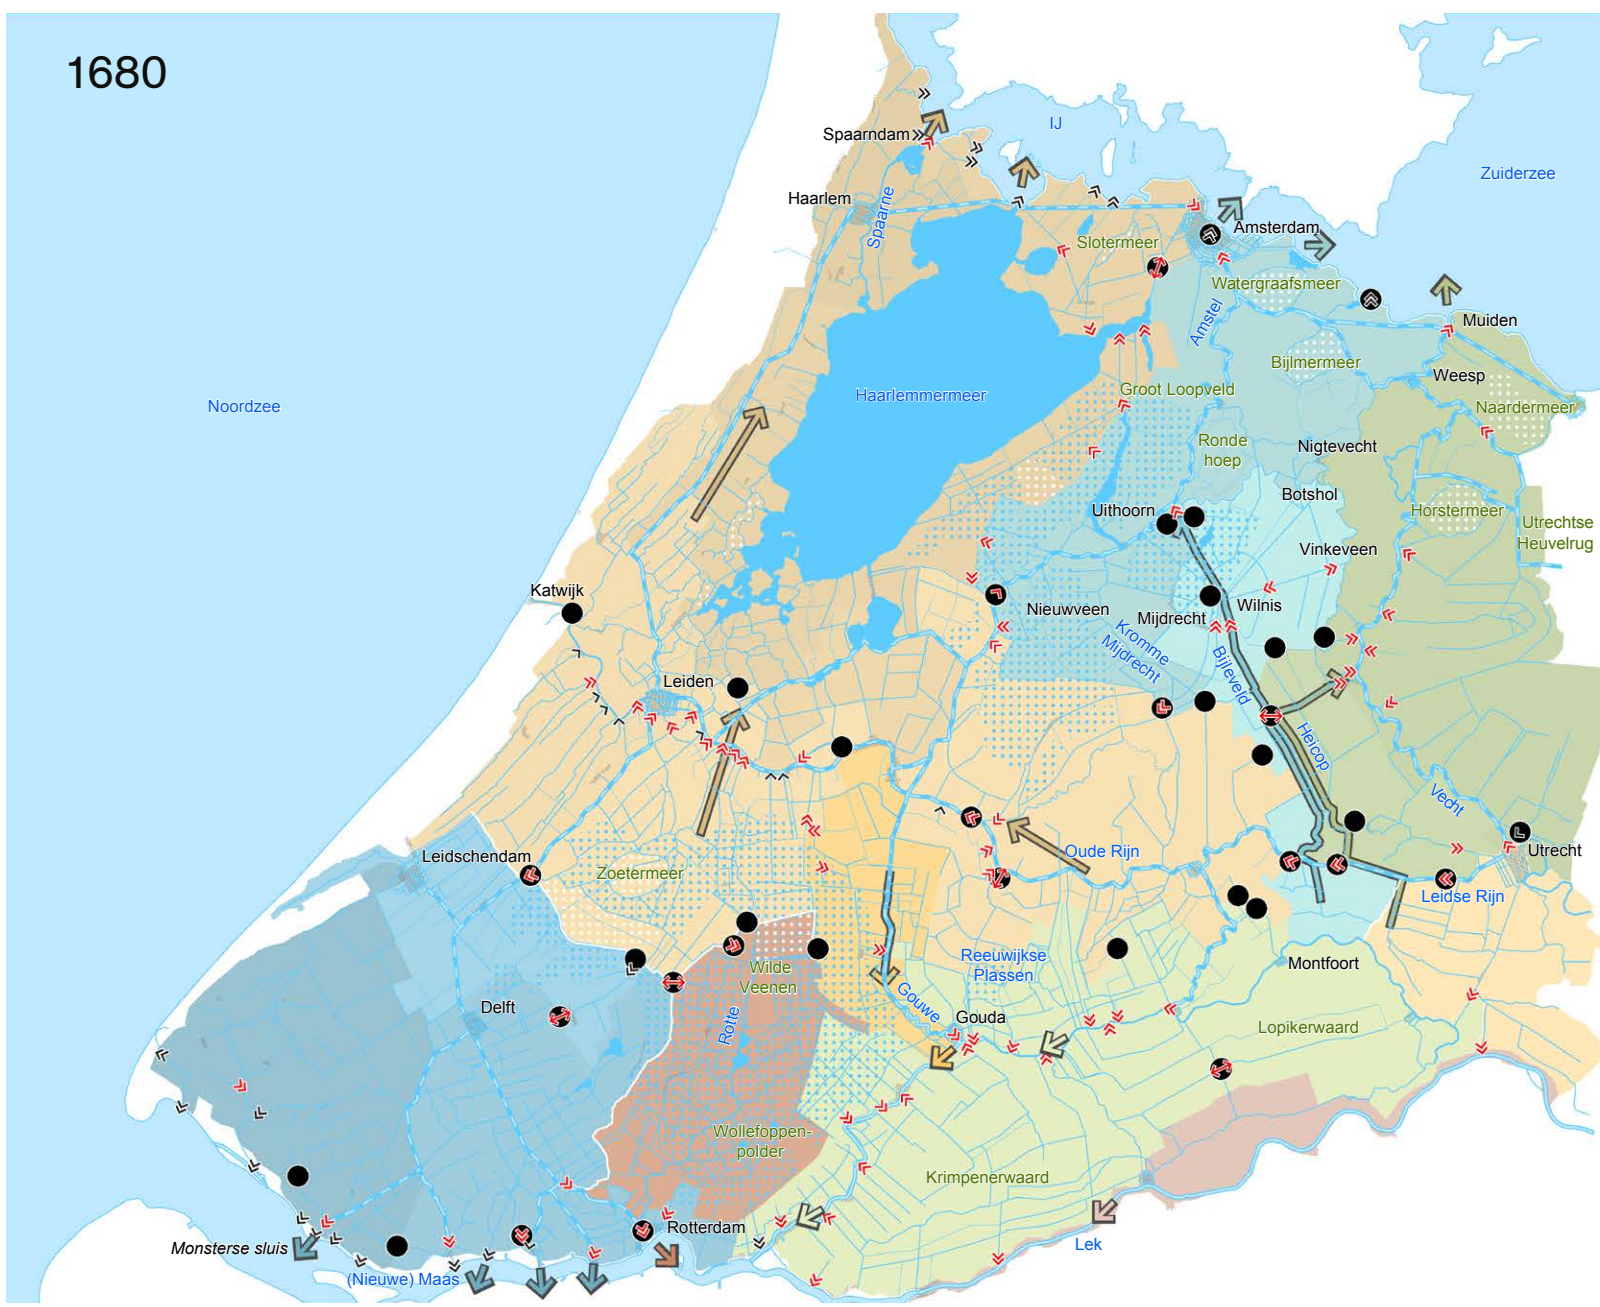 1680
IJ
Spaarndam
Zuiderzee
Haarlem
Spaarne
Amsterdam
Slotermeer
Watergraafsmeer
Amstel
Muiden
Bijlmermeer
Weesp
Haarlemmermeer
Groot Loopveld
Noordzee
Naardermeer
Ronde
hoep
Nigtevecht
Botshol
Uithoorn
Horstermeer
Utrechtse
Heuvelrug
Vinkeveen
Katwijk
Nieuwveen
Mijdrecht
Wilnis
Kromme
Mijdrecht
Bijleveld
Leiden
Heicop
Vecht
Leidschendam
Oude Rijn
Utrecht
Zoetermeer
Leidse Rijn
Reeuwijkse
Plassen
Wilde
Veenen
Montfoort
Gouwe
Delft
Gouda
Rotte
Lopikerwaard
Wollefoppen-
polder
Krimpenerwaard
Rotterdam
Monsterse sluis
Lek
(Nieuwe) Maas